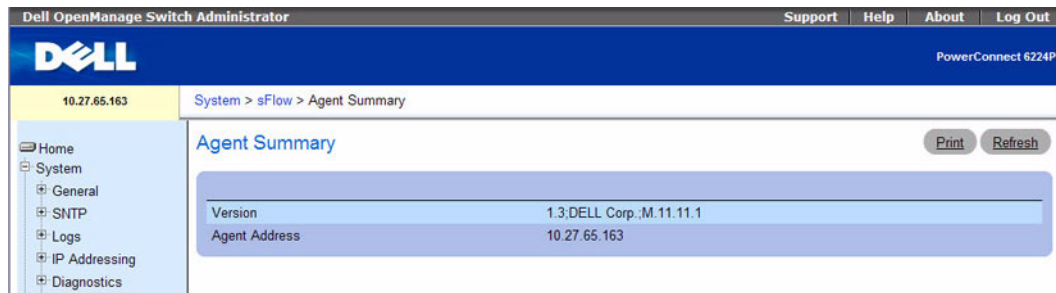 Dell OpenManage Switch Administrator Support Help About Log Out
DELL
PowerConnect 6224P
10.27.65.163 System > sFlow > Agent Summary
Home
System
General
SNTP
Logs
IP Addressing
Diagnostics
Agent Summary Print Refresh
Version 1.3;DELL Corp.;M.11.11.1
Agent Address 10.27.65.163